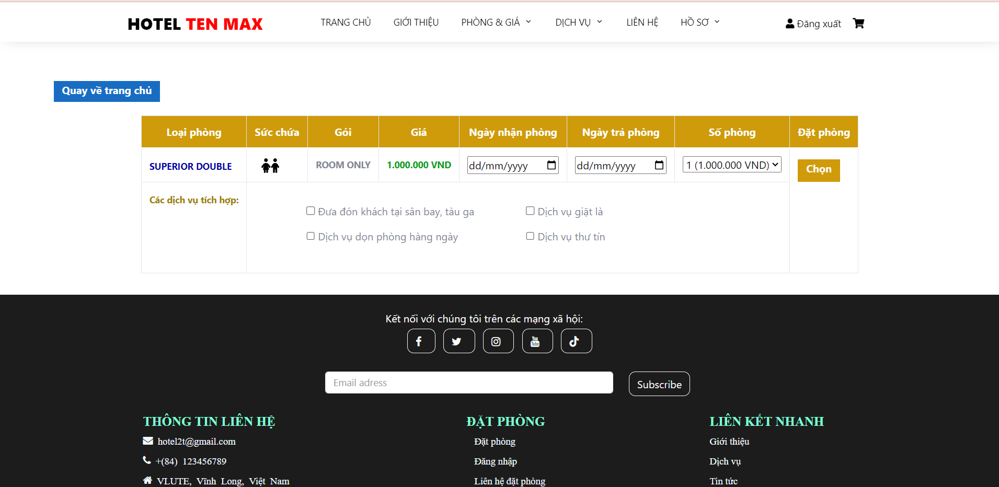 HOTEL TEN MAX TRANG CHỦ GIỚI THIỆU PHÒNG & GIÁ DỊCH VỤ LIÊN HỆ HỒ SƠ Đăng xuất
Quay về trang chủ
Loại phòng Sức chứa Gói Giá Ngày nhận phòng Ngày trả phòng Số phòng Đặt phòng
SUPERIOR DOUBLE ROOM ONLY 1.000.000 VND dd/mm/yyyy dd/mm/yyyy 1 (1.000.000 VND) Chọn
Các dịch vụ tích hợp:
Đưa đón khách tại sân bay, tàu ga Dịch vụ giặt là
Dịch vụ dọn phòng hàng ngày Dịch vụ thư tín
Kết nối với chúng tôi trên các mạng xã hội:
You Tube
Email adress Subscribe
THÔNG TIN LIÊN HỆ ĐẶT PHÒNG LIÊN KẾT NHANH
hotel2t@gmail.com Đặt phòng Giới thiệu
+(84) 123456789 Đăng nhập Dịch vụ
VLUTE, Vĩnh Long, Việt Nam Liên hệ đặt phòng Tin tức